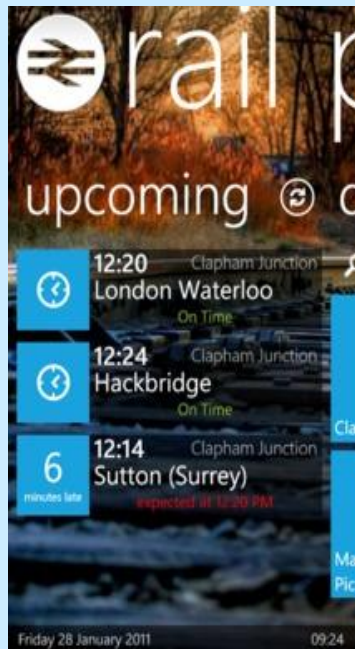 rail p
upcoming
12:20 Clapham Junction
London Waterloo
On Time
12:24 Clapham Junction
Hackbridge
On Time
6
minutes late
12:14 Clapham Junction
Sutton (Surrey)
expected at 12:20 PM
Cla
Ma
Pic
Friday 28 January 2011 09:24